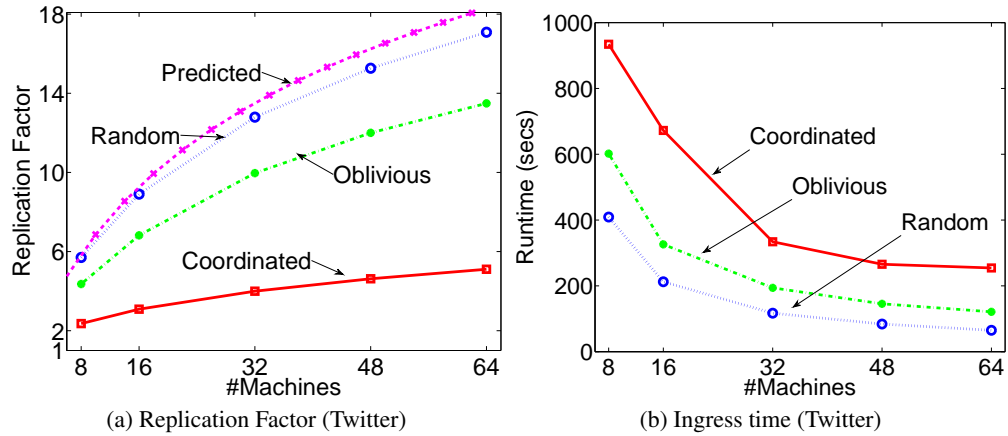 18
14
10
6
2
1
Replication Factor
Predicted
Random
Oblivious
Coordinated
8 16 32 48 64
#Machines
(a) Replication Factor (Twitter)
1000
800
600
400
200
0
Runtime (secs)
Coordinated
Oblivious
Random
8 16 32 48 64
#Machines
(b) Ingress time (Twitter)